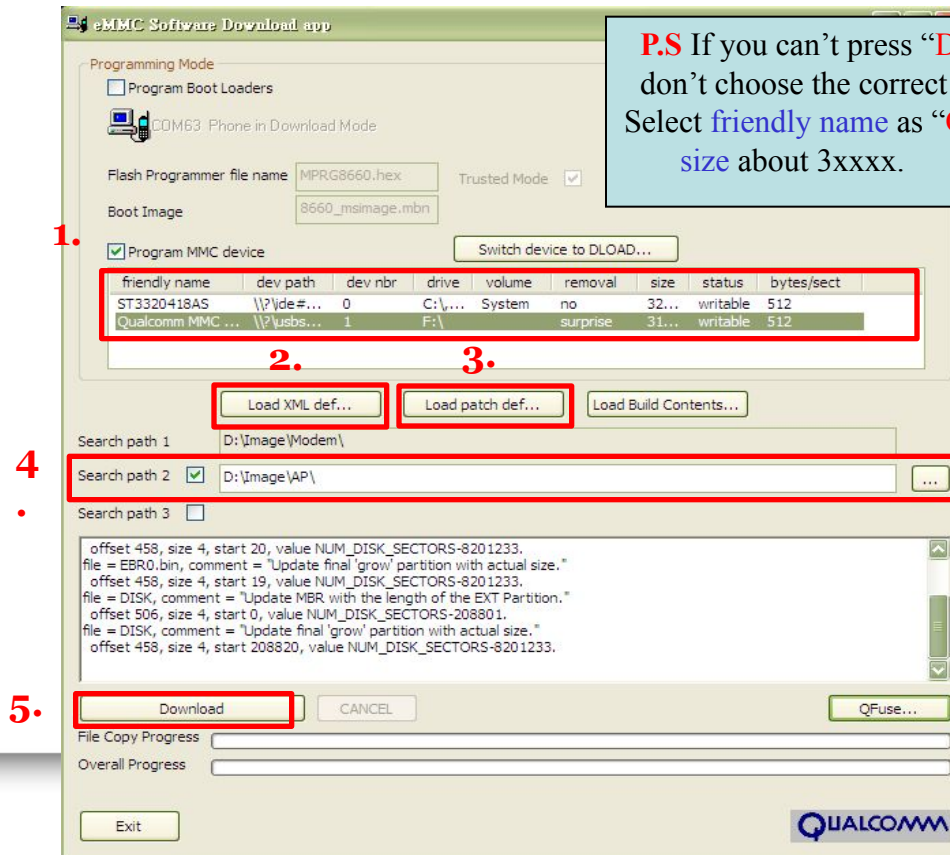 eMMC Software Download app
P.S If you can't press "D
don't choose the correct
Select friendly name as "
size about 3xxxx.
Programming Mode
Program Boot Loaders
COM63 Phone in Download Mode
Flash Programmer file name MPRG8660.hex Trusted Mode
Boot Image 8660_msimage.mbn
1.
Program MMC device Switch device to DLOAD...
friendly name dev path dev nbr drive volume removal size status bytes/sect
ST3320418AS \\?\ide#... 0 C:\,... System no 32... writable 512
Qualcomm MMC ... \\?\usbs... 1 F:\ surprise 31... writable 512
2. 3.
Load XML def... Load patch def... Load Build Contents...
Search path 1 D:\Image\Modem\
4
.
Search path 2 D:\Image\AP\ ...
Search path 3
offset 458, size 4, start 20, value NUM_DISK_SECTORS-8201233.
file = EBR0.bin, comment = "Update final 'grow' partition with actual size."
offset 458, size 4, start 19, value NUM_DISK_SECTORS-8201233.
file = DISK, comment = "Update MBR with the length of the EXT Partition."
offset 506, size 4, start 0, value NUM_DISK_SECTORS-208801.
file = DISK, comment = "Update final 'grow' partition with actual size."
offset 458, size 4, start 208820, value NUM_DISK_SECTORS-8201233.
5.
Download CANCEL QFuse...
File Copy Progress
Overall Progress
Exit QUALCOMM